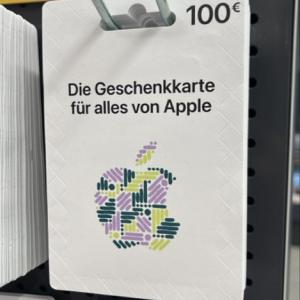 100€
Die Geschenkkarte
für alles von Apple